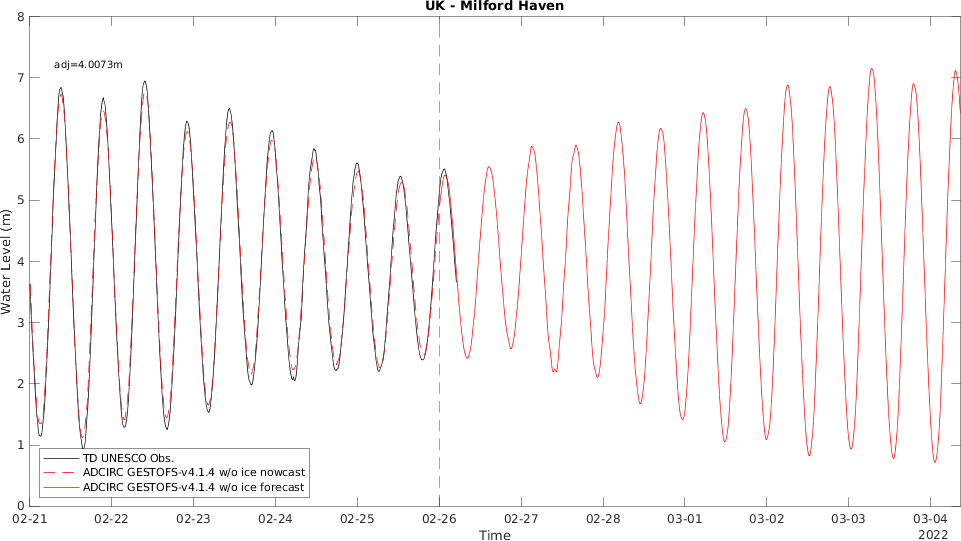 UK - Milford Haven
adj=4.0073m
Water Level (m)
8
7
6
5
4
3
2
1
0
TD UNESCO Obs.
ADCIRC GESTOFS-v4.1.4 w/o ice nowcast
ADCIRC GESTOFS-v4.1.4 w/o ice forecast
02-21 02-22 02-23 02-24 02-25 02-26 02-27 02-28 03-01 03-02 03-03 03-04
2022
Time